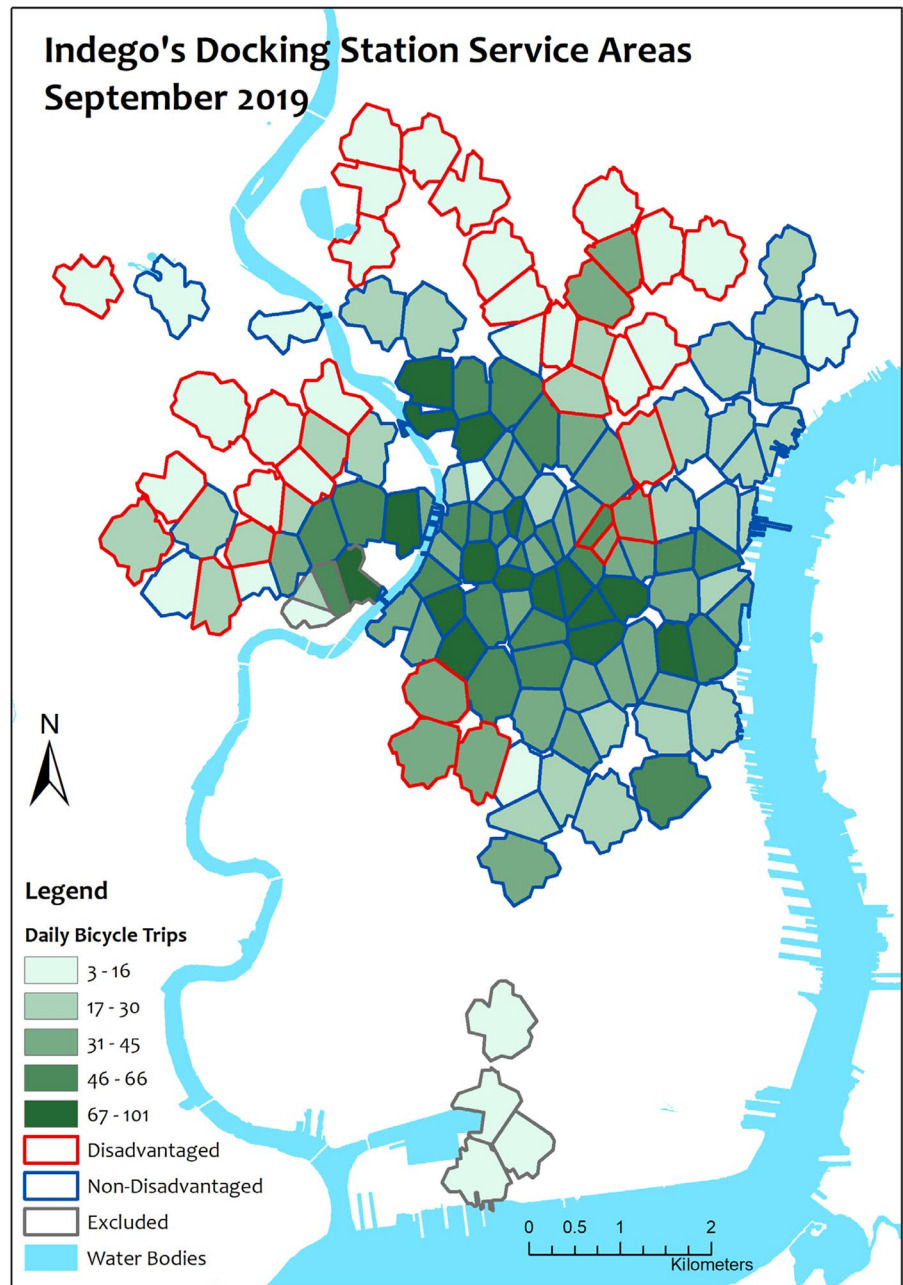 Indego's Docking Station Service Areas
September 2019
N
Legend
Daily Bicycle Trips
3 - 16
17 - 30
31 - 45
46 - 66
67 - 101
Disadvantaged
Non-Disadvantaged
Excluded
Water Bodies
0 0.5 1 2
Kilometers